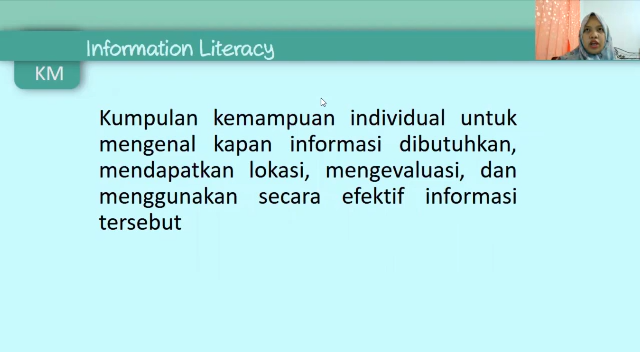 Information Literacy
KM
Kumpulan kemampuan individual untuk
mengenal kapan informasi dibutuhkan,
mendapatkan lokasi, mengevaluasi, dan
menggunakan secara efektif informasi
tersebut